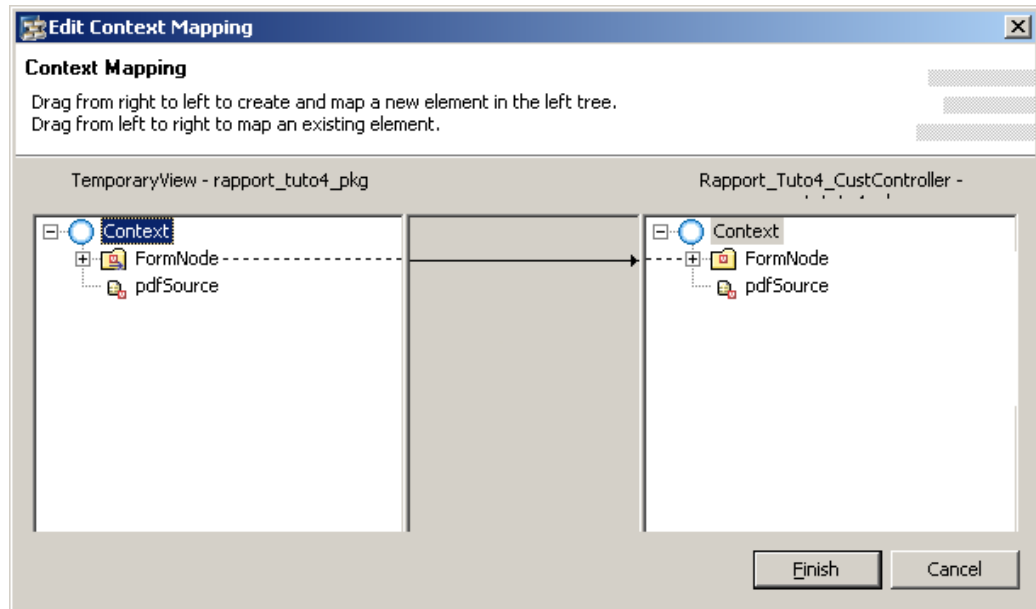 Edit Context Mapping
Context Mapping
Drag from right to left to create and map a new element in the left tree.
Drag from left to right to map an existing element.
TemporaryView - rapport_tuto4_pkg
Rapport_Tuto4_CustController -
Context
FormNode
pdfSource
Context
FormNode
pdfSource
Finish
Cancel